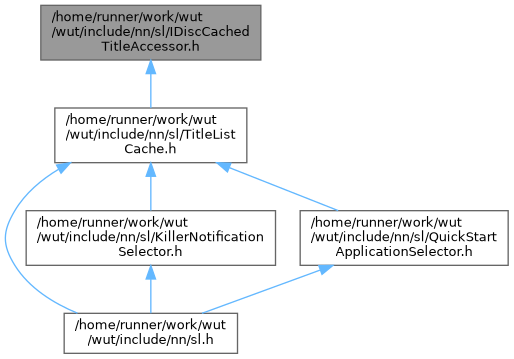 /home/runner/work/wut
/wut/include/nn/sl/IDiscCached
TitleAccessor.h
/home/runner/work/wut
/wut/include/nn/sl/TitleList
Cache.h
/home/runner/work/wut
/wut/include/nn/sl/KillerNotification
Selector.h
/home/runner/work/wut
/wut/include/nn/sl/QuickStart
ApplicationSelector.h
/home/runner/work/wut
/wut/include/nn/sl.h